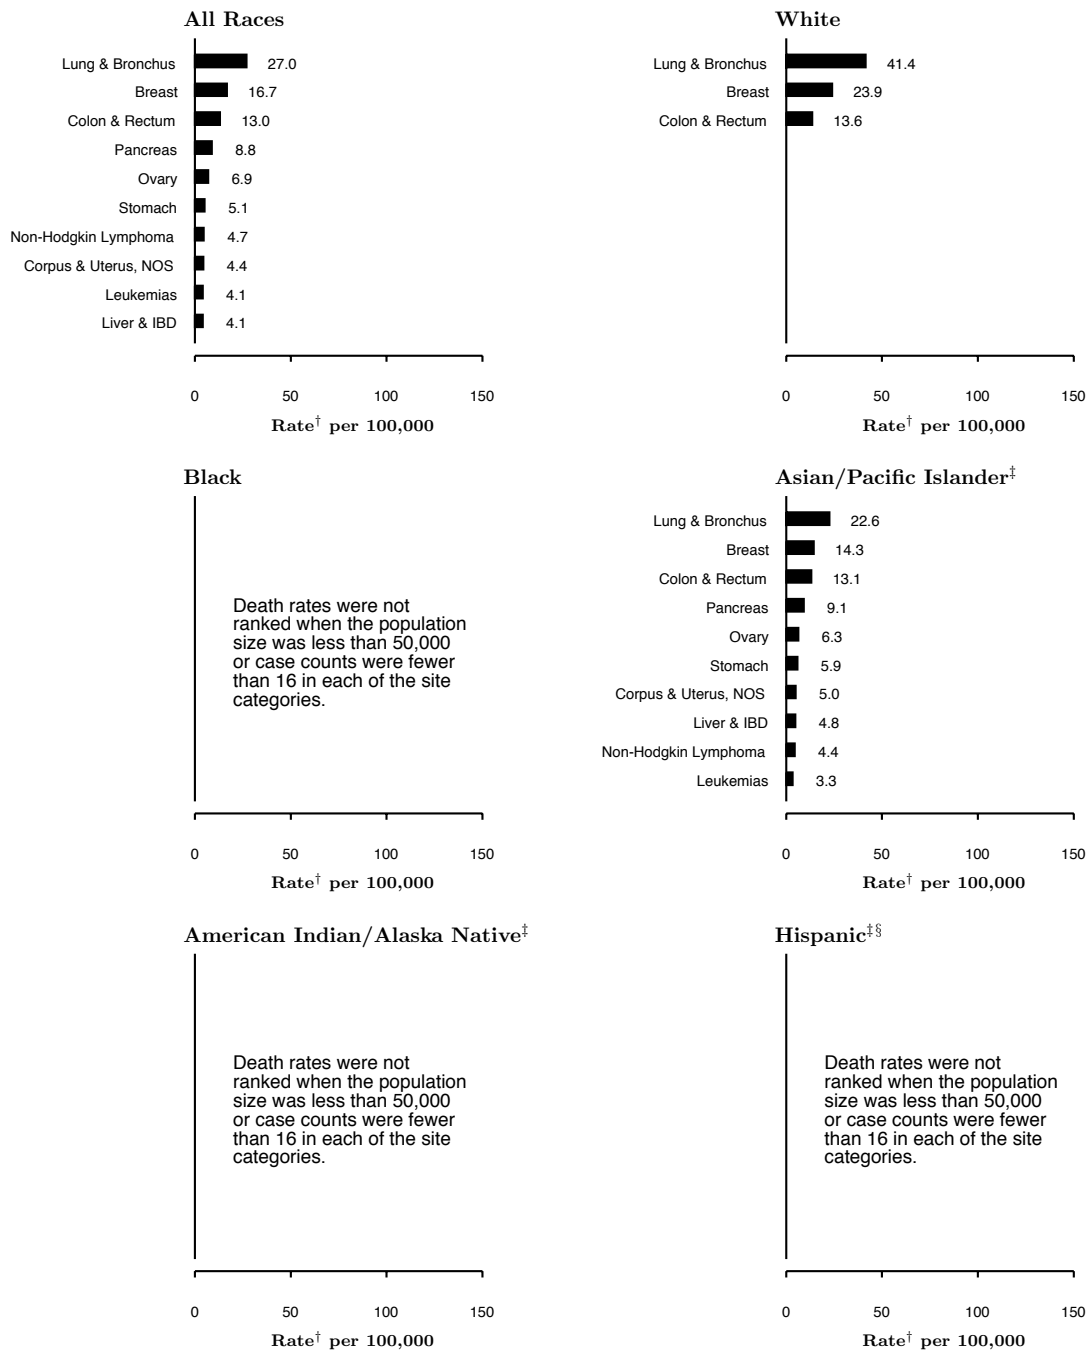 All Races
Lung & Bronchus 27.0
Breast 16.7
Colon & Rectum 13.0
Pancreas 8.8
Ovary 6.9
Stomach 5.1
Non-Hodgkin Lymphoma 4.7
Corpus & Uterus, NOS 4.4
Leukemias 4.1
Liver & IBD 4.1
0 50 100 150
Rate† per 100,000
White
Lung & Bronchus 41.4
Breast 23.9
Colon & Rectum 13.6
0 50 100 150
Rate† per 100,000
Black
Death rates were not
ranked when the population
size was less than 50,000
or case counts were fewer
than 16 in each of the site
categories.
0 50 100 150
Rate† per 100,000
Asian/Pacific Islander‡
Lung & Bronchus 22.6
Breast 14.3
Colon & Rectum 13.1
Pancreas 9.1
Ovary 6.3
Stomach 5.9
Corpus & Uterus, NOS 5.0
Liver & IBD 4.8
Non-Hodgkin Lymphoma 4.4
Leukemias 3.3
0 50 100 150
Rate† per 100,000
American Indian/Alaska Native‡
Death rates were not
ranked when the population
size was less than 50,000
or case counts were fewer
than 16 in each of the site
categories.
0 50 100 150
Rate† per 100,000
Hispanic‡§
Death rates were not
ranked when the population
size was less than 50,000
or case counts were fewer
than 16 in each of the site
categories.
0 50 100 150
Rate† per 100,000